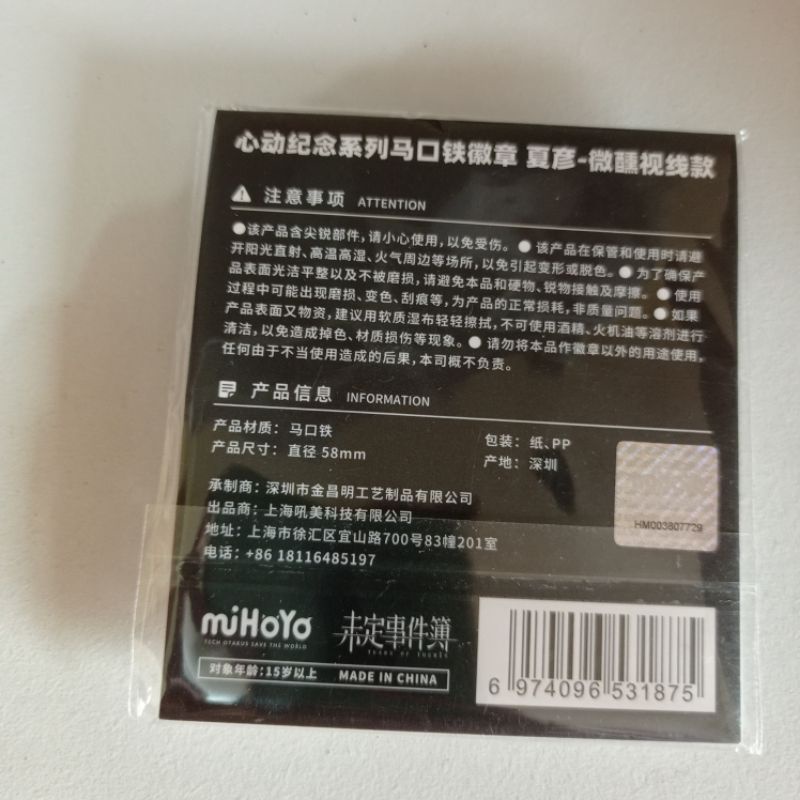 心动纪念系列马口铁徽章 夏彦-微醺视线款
注意事项 ATTENTION
●该产品含尖锐部件,请小心使用,以免受伤。● 该产品在保管和使用时请避
开阳光直射、高温高湿、火气周边等场所,以免引起变形或脱色。● 为了确保产
品表面光洁平整以及不被磨损,请避免本品和硬物、锐物接触及摩擦。● 使用
过程中可能出现磨损、变色、刮痕等,为产品的正常损耗,非质量问题。● 如果
产品表面又物资,建议用软质湿布轻轻擦拭,不可使用酒精、火机油等溶剂进行
清洁,以免造成掉色、材质损伤等现象。● 请勿将本品作徽章以外的用途使用,
任何由于不当使用造成的后果,本司概不负责。
产品信息 INFORMATION
产品材质: 马口铁 包装: 纸、PP
产品尺寸: 直径 58mm 产地: 深圳
承制商: 深圳市金昌明工艺制品有限公司
出品商: 上海吼美科技有限公司
地址: 上海市徐汇区宜山路700号83幢201室
电话: +86 18116485197
HM003807729
miHoYo 未定事件簿
TECH OTAKUS SAVE THE WORLD TEARS OF THEMIS
对象年龄:15岁以上 MADE IN CHINA
6 974096 531875